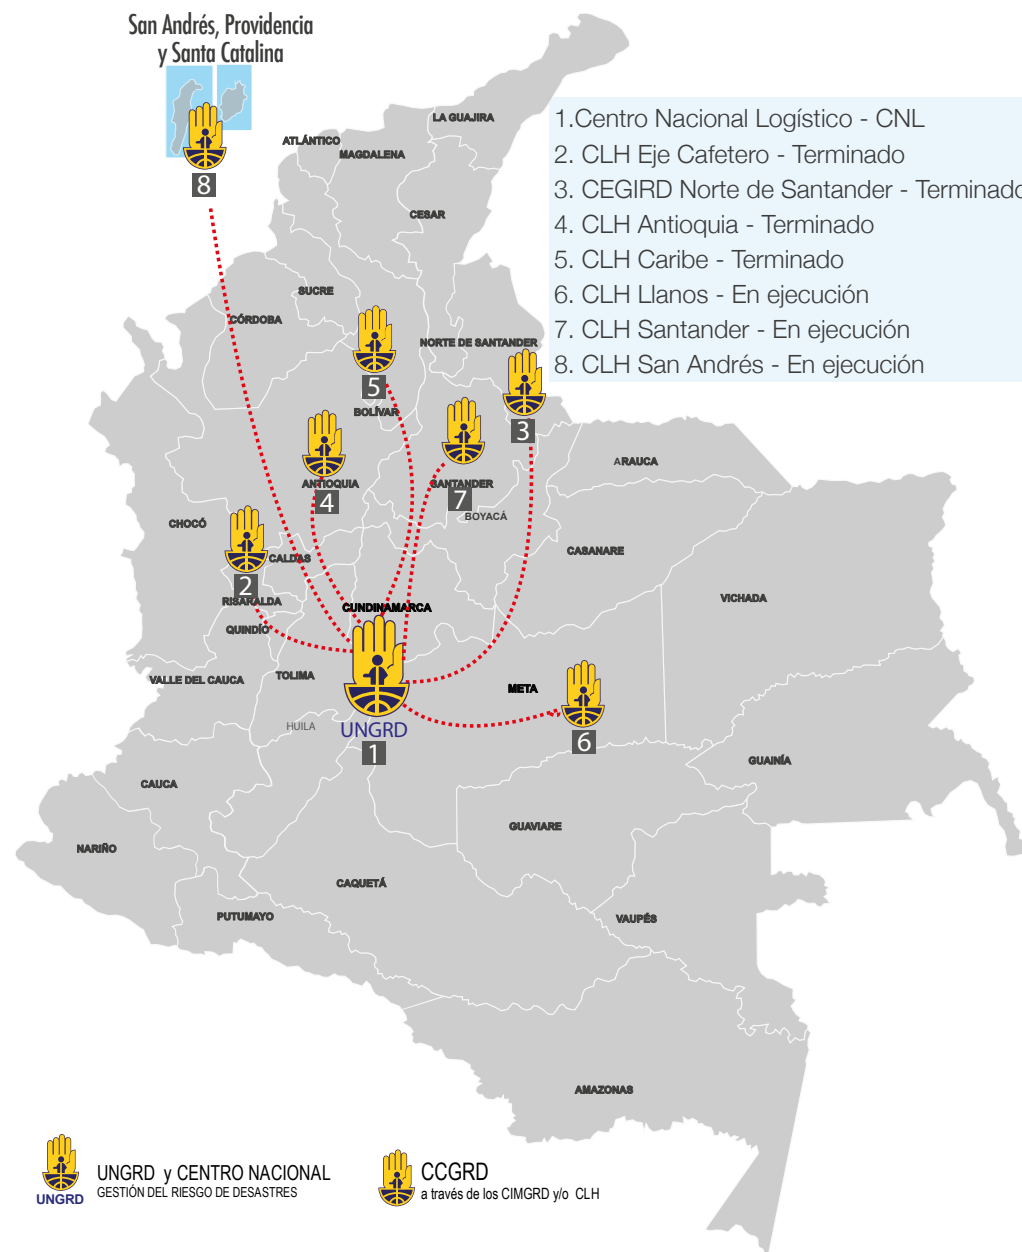 San Andrés, Providencia
y Santa Catalina
8
LA GUAJIRA
ATLÁNTICO
MAGDALENA
CESAR
1.Centro Nacional Logístico - CNL
2. CLH Eje Cafetero - Terminado
3. CEGIRD Norte de Santander - Terminado
4. CLH Antioquia - Terminado
5. CLH Caribe - Terminado
6. CLH Llanos - En ejecución
7. CLH Santander - En ejecución
8. CLH San Andrés - En ejecución
SUCRE
CÓRDOBA
NORTE DE SANTANDER
5
BOLÍVAR
3
ARAUCA
ANTIOQUIA
4
SANTANDER
7
BOYACÁ
CHOCÓ
CASANARE
CALDAS
2
RISARALDA
CUNDINAMARCA
VICHADA
QUINDÍO
VALLE DEL CAUCA
TOLIMA
META
HUILA
UNGRD
1
6
GUAINÍA
CAUCA
GUAVIARE
NARIÑO
CAQUETÁ
PUTUMAYO
VAUPÉS
AMAZONAS
UNGRD
UNGRD y CENTRO NACIONAL
GESTIÓN DEL RIESGO DE DESASTRES
CCGRD
a través de los CIMGRD y/o CLH